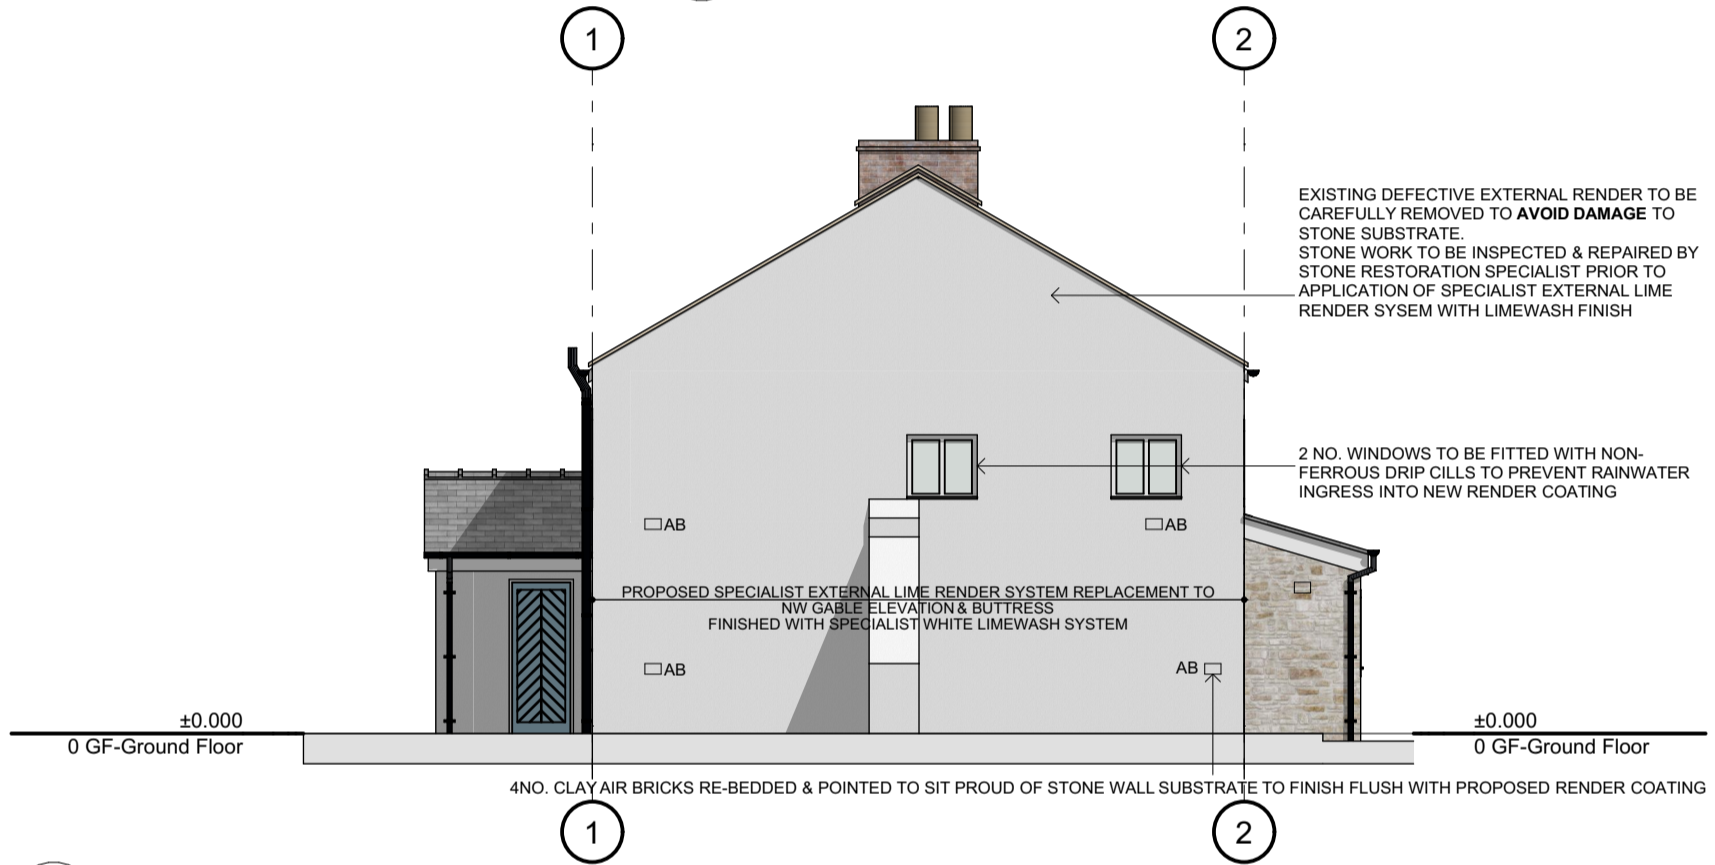 1
2
EXISTING DEFECTIVE EXTERNAL RENDER TO BE
CAREFULLY REMOVED TO AVOID DAMAGE TO
STONE SUBSTRATE.
STONE WORK TO BE INSPECTED & REPAIRED BY
STONE RESTORATION SPECIALIST PRIOR TO
APPLICATION OF SPECIALIST EXTERNAL LIME
RENDER SYSEM WITH LIMEWASH FINISH
2 NO. WINDOWS TO BE FITTED WITH NON-
FERROUS DRIP CILLS TO PREVENT RAINWATER
INGRESS INTO NEW RENDER COATING
AB
AB
PROPOSED SPECIALIST EXTERNAL LIME RENDER SYSTEM REPLACEMENT TO
NW GABLE ELEVATION & BUTTRESS
FINISHED WITH SPECIALIST WHITE LIMEWASH SYSTEM
AB
AB
±0.000
0 GF-Ground Floor
±0.000
0 GF-Ground Floor
4NO. CLAY AIR BRICKS RE-BEDDED & POINTED TO SIT PROUD OF STONE WALL SUBSTRATE TO FINISH FLUSH WITH PROPOSED RENDER COATING
1
2